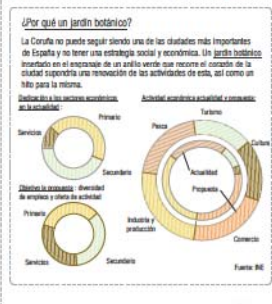 ¿Por qué un jardín botánico?
La Coruña no puede seguir siendo una de las ciudades más importantes
de España y no tener una estrategia social y económica. Un jardín botánico
insertado en el engranaje de un anillo verde que recorre el corazón de la
ciudad supondría una renovación de las actividades de esta, así como un
hito para la misma.
Dedicación a los sectores económicos
en la actualidad:
Primario
Servicios
Secundario
Objetivo la propuesta : diversidad
de empleos y oferta de actividad
Primario
Servicios
Secundario
Actividad económica actualidad y propuesta:
Turismo
Pesca
Cultura
Actualidad
Propuesta
Industria y
producción
Comercio
Fuente: INE